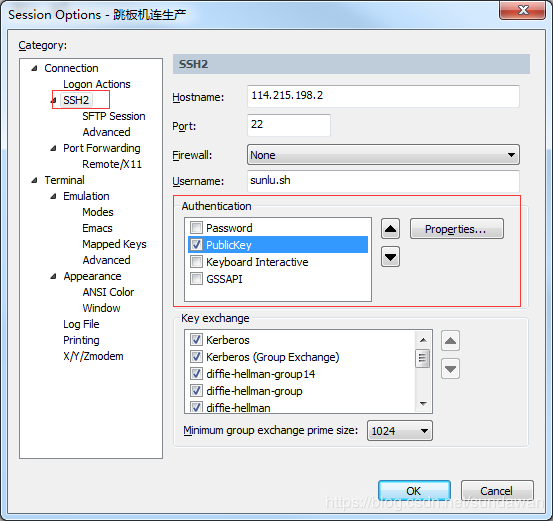 Session Options - 跳板机连生产
Category:
Connection
Logon Actions
SSH2
SFTP Session
Advanced
Port Forwarding
Remote/X11
Terminal
Emulation
Modes
Emacs
Mapped Keys
Advanced
Appearance
ANSI Color
Window
Log File
Printing
X/Y/Zmodem
SSH2
Hostname: 114.215.198.2
Port: 22
Firewall: None
Username: sunlu.sh
Authentication
Password
PublicKey
Keyboard Interactive
GSSAPI
Properties...
Key exchange
Kerberos
Kerberos (Group Exchange)
diffie-hellman-group14
diffie-hellman-group
diffie-hellman
Minimum group exchange prime size: 1024
OK Cancel
https://blog.csdn.net/sundawan